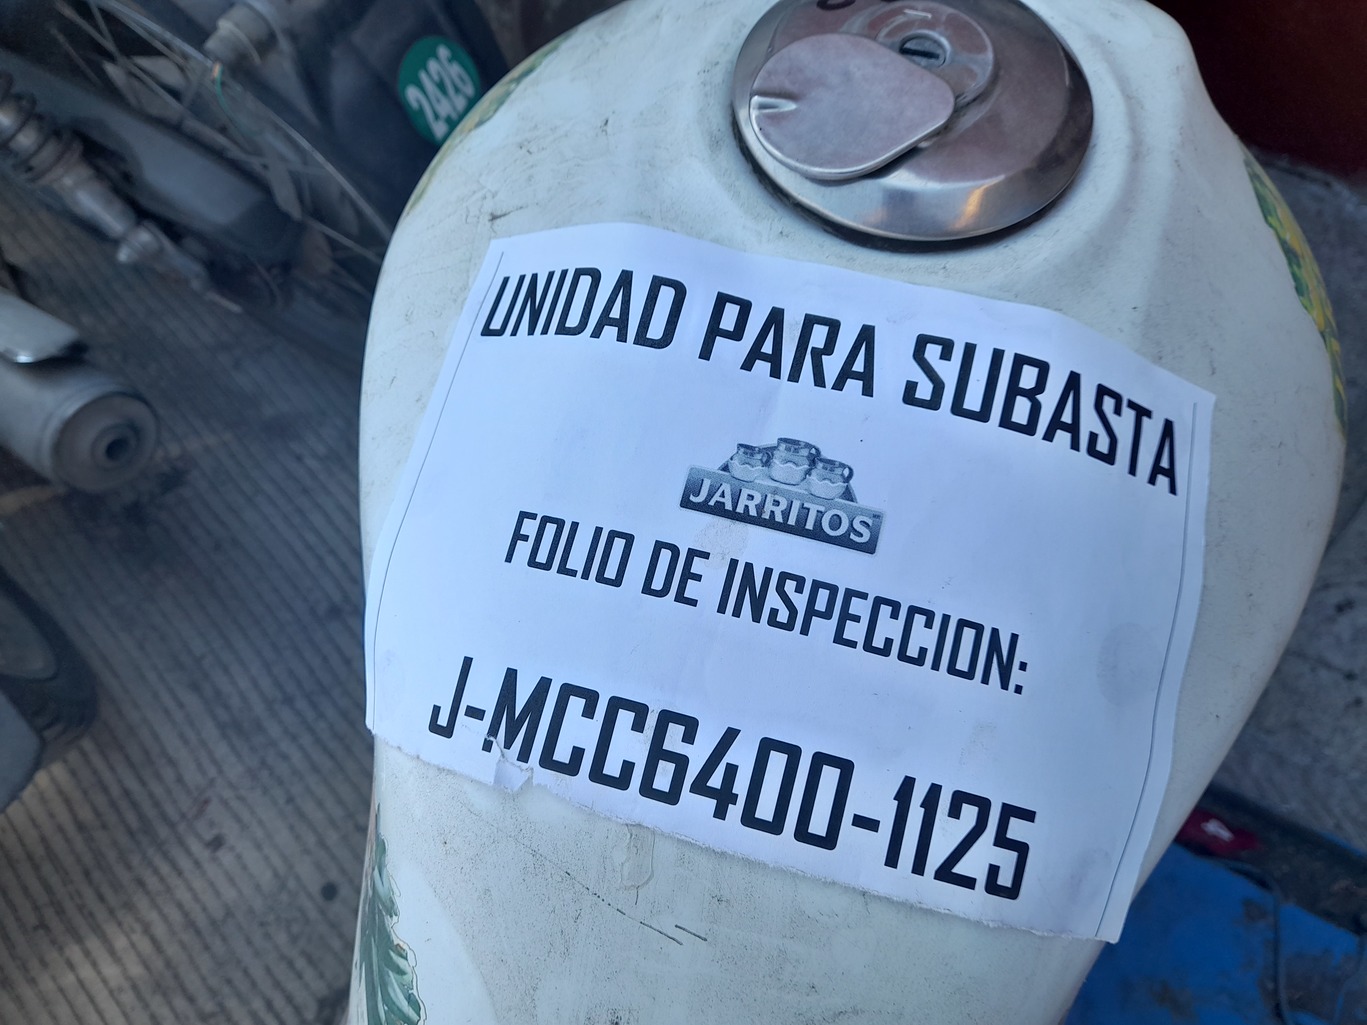 2426
UNIDAD PARA SUBASTA
JARRITOS
FOLIO DE INSPECCION:
J-MCC6400-1125